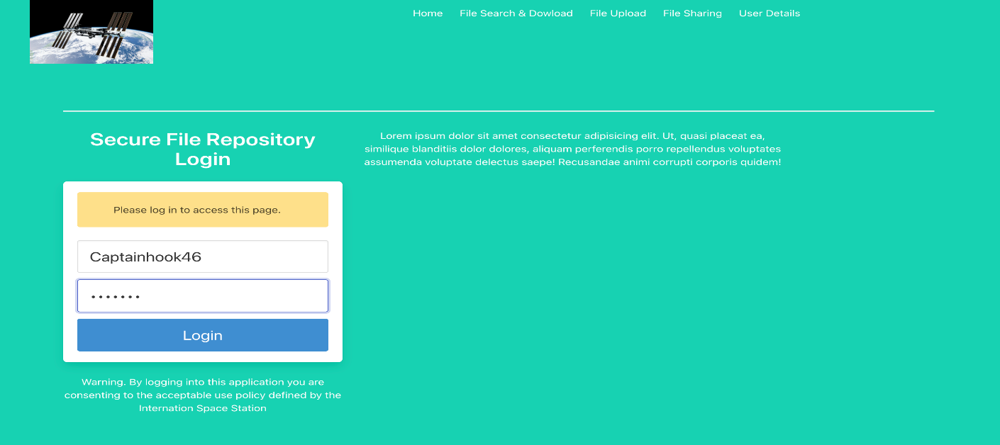 Home File Search & Dowload File Upload File Sharing User Details
Secure File Repository
Login
Please log in to access this page.
Captainhook46
•••••••
Login
Warning. By logging into this application you are
consenting to the acceptable use policy defined by the
Internation Space Station
Lorem ipsum dolor sit amet consectetur adipisicing elit. Ut, quasi placeat ea,
similique blanditiis dolor dolores, aliquam perferendis porro repellendus voluptates
assumenda voluptate delectus saepe! Recusandae animi corrupti corporis quidem!